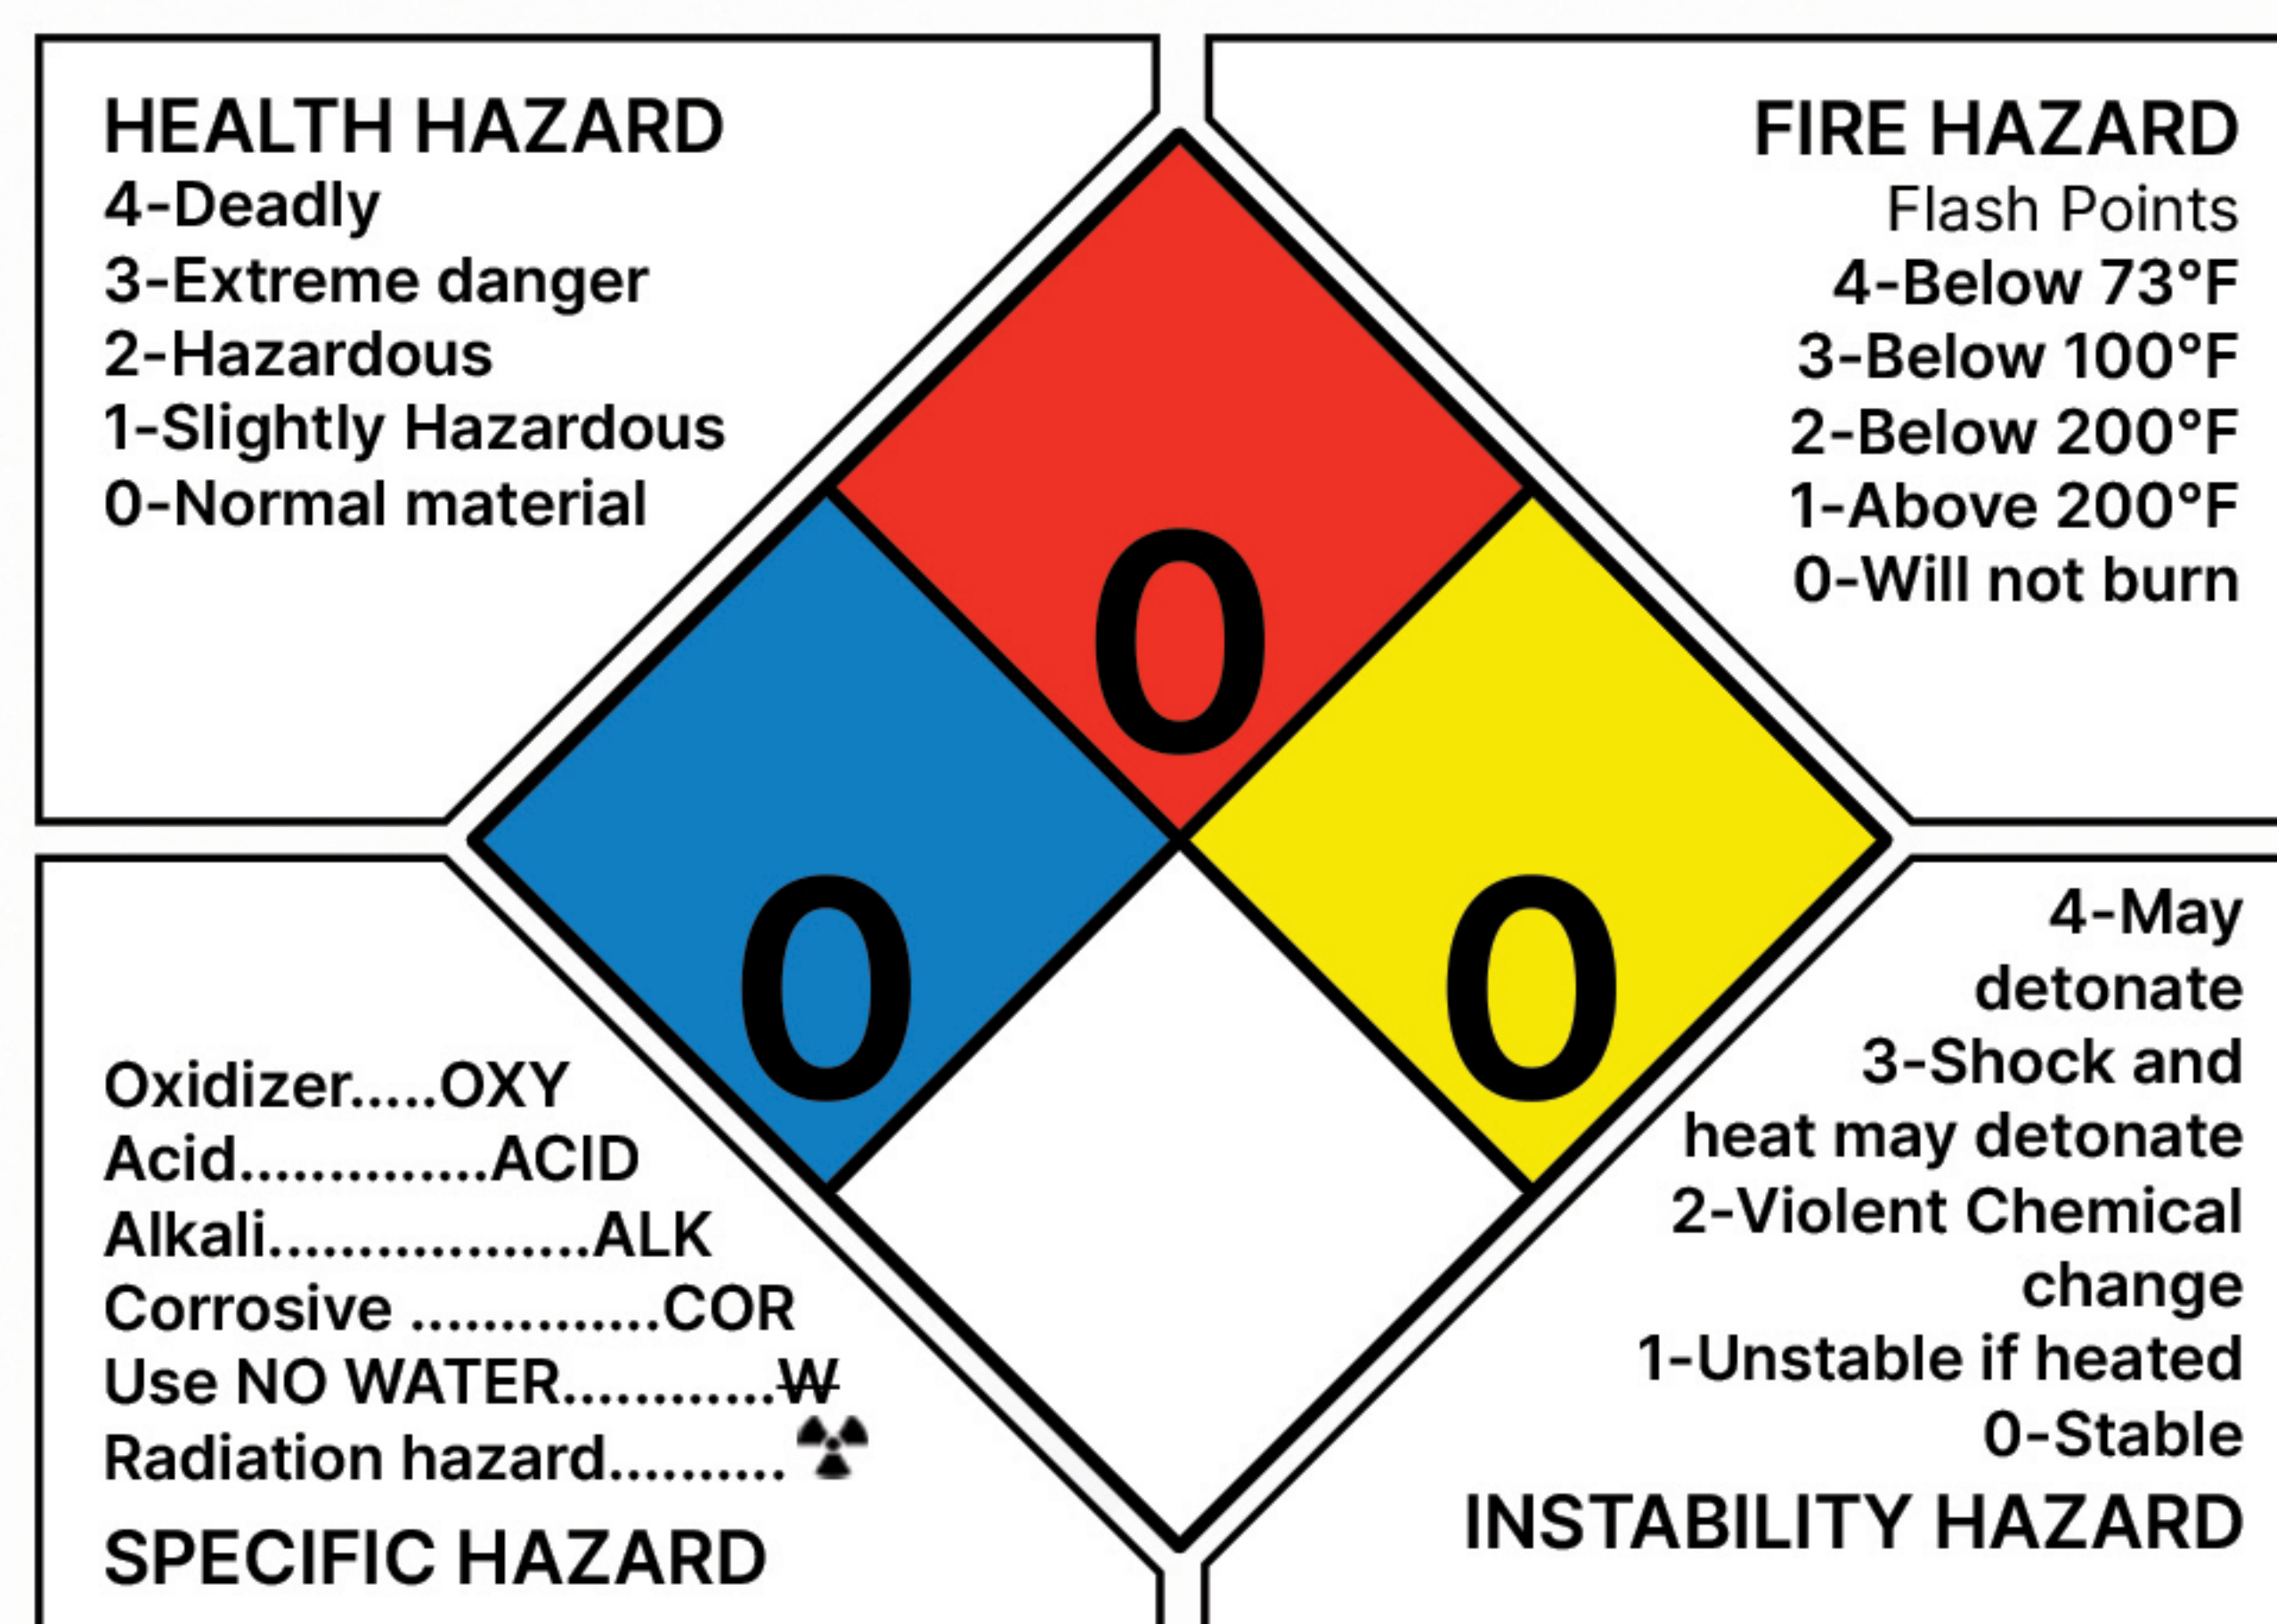 HEALTH HAZARD
4-Deadly
3-Extreme danger
2-Hazardous
1-Slightly Hazardous
0-Normal material
FIRE HAZARD
Flash Points
4-Below 73°F
3-Below 100°F
2-Below 200°F
1-Above 200°F
0-Will not burn
0
0
0
Oxidizer.....OXY
Acid..............ACID
Alkali..................ALK
Corrosive ..............COR
Use NO WATER............W̶
Radiation hazard.......... ☢
SPECIFIC HAZARD
4-May
detonate
3-Shock and
heat may detonate
2-Violent Chemical
change
1-Unstable if heated
0-Stable
INSTABILITY HAZARD